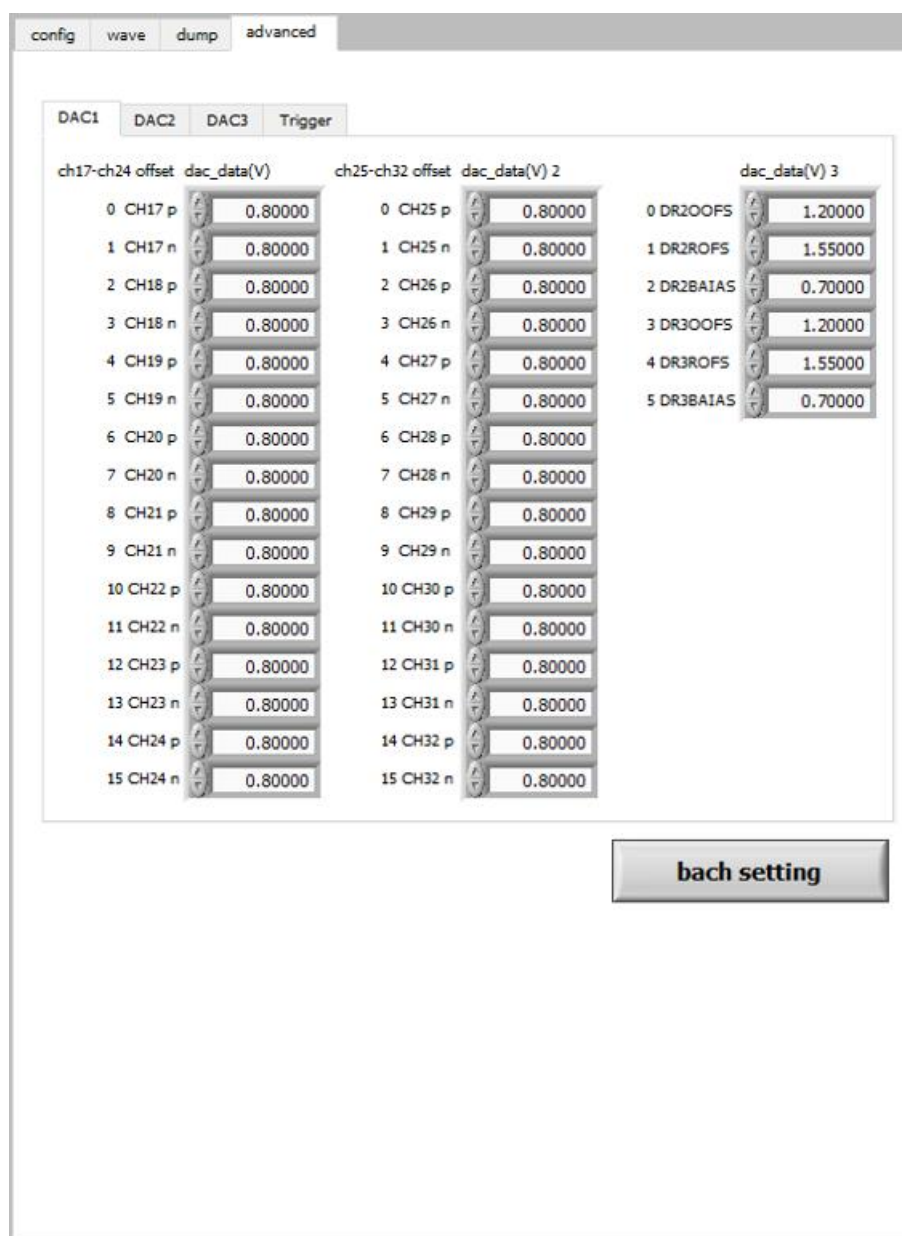 config wave dump advanced
DAC1 DAC2 DAC3 Trigger
ch17-ch24 offset dac_data(V) ch25-ch32 offset dac_data(V) 2 dac_data(V) 3
0 CH17 p 0.80000 0 CH25 p 0.80000 0 DR2OOFS 1.20000
1 CH17 n 0.80000 1 CH25 n 0.80000 1 DR2ROFS 1.55000
2 CH18 p 0.80000 2 CH26 p 0.80000 2 DR2BAIAS 0.70000
3 CH18 n 0.80000 3 CH26 n 0.80000 3 DR3OOFS 1.20000
4 CH19 p 0.80000 4 CH27 p 0.80000 4 DR3ROFS 1.55000
5 CH19 n 0.80000 5 CH27 n 0.80000 5 DR3BAIAS 0.70000
6 CH20 p 0.80000 6 CH28 p 0.80000
7 CH20 n 0.80000 7 CH28 n 0.80000
8 CH21 p 0.80000 8 CH29 p 0.80000
9 CH21 n 0.80000 9 CH29 n 0.80000
10 CH22 p 0.80000 10 CH30 p 0.80000
11 CH22 n 0.80000 11 CH30 n 0.80000
12 CH23 p 0.80000 12 CH31 p 0.80000
13 CH23 n 0.80000 13 CH31 n 0.80000
14 CH24 p 0.80000 14 CH32 p 0.80000
15 CH24 n 0.80000 15 CH32 n 0.80000
bach setting